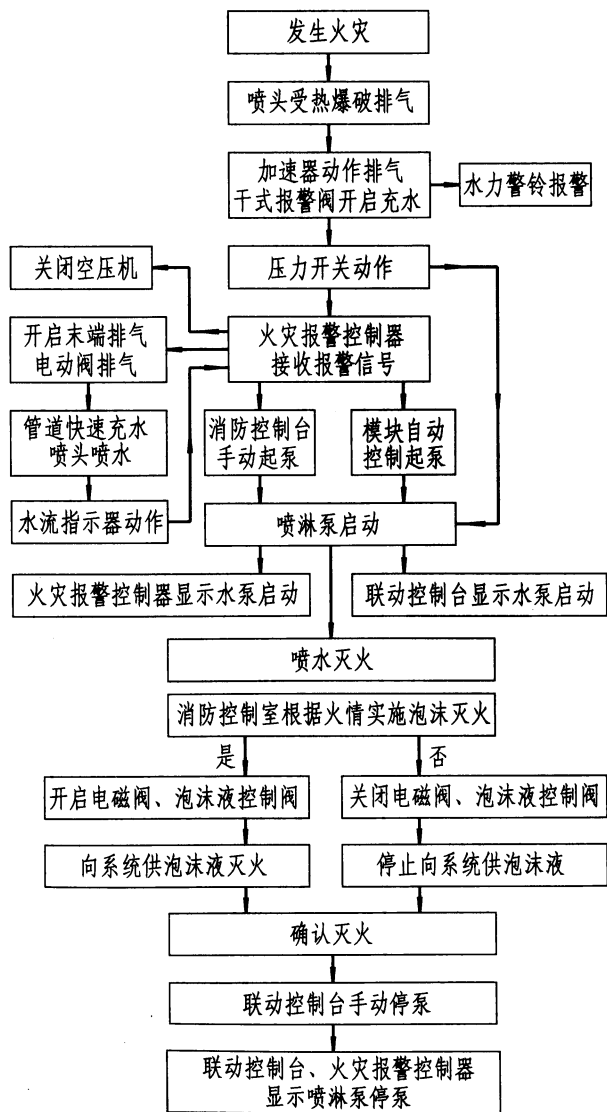 发生火灾
喷头受热爆破排气
加速器动作排气
干式报警阀开启充水
水力警铃报警
关闭空压机
压力开关动作
开启末端排气
电动阀排气
火灾报警控制器
接收报警信号
管道快速充水
喷头喷水
消防控制台
手动起泵
模块自动
控制起泵
水流指示器动作
喷淋泵启动
火灾报警控制器显示水泵启动
联动控制台显示水泵启动
喷水灭火
消防控制室根据火情实施泡沫灭火
是
否
开启电磁阀、泡沫液控制阀
关闭电磁阀、泡沫液控制阀
向系统供泡沫液灭火
停止向系统供泡沫液
确认灭火
联动控制台手动停泵
联动控制台、火灾报警控制器
显示喷淋泵停泵